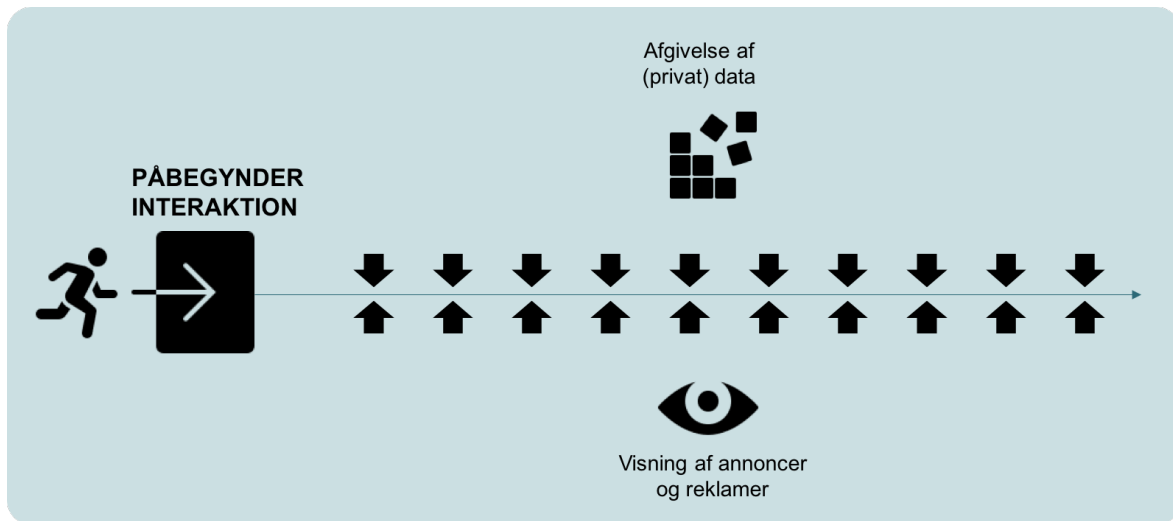 Afgivelse af
(privat) data
PÅBEGYNDER
INTERAKTION
Visning af annoncer
og reklamer